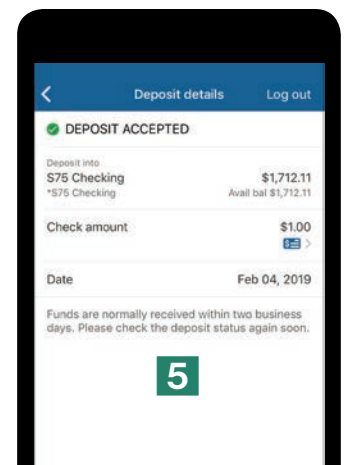 Deposit details Log out
DEPOSIT ACCEPTED
Deposit into
S75 Checking $1,712.11
*S75 Checking Avail bal $1,712.11
Check amount $1.00
Date Feb 04, 2019
Funds are normally received within two business
days. Please check the deposit status again soon.
5